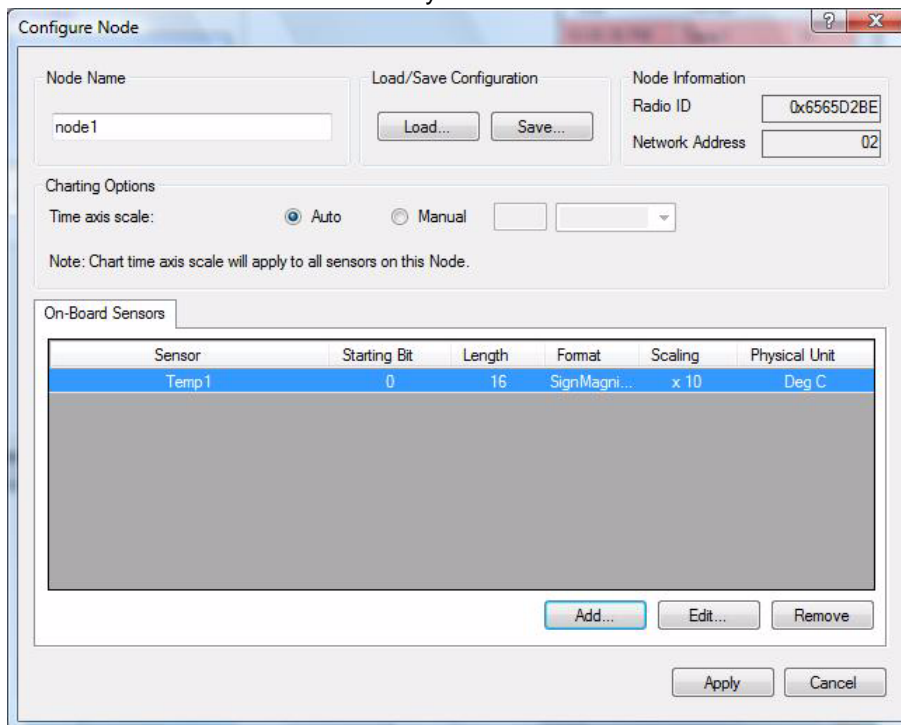 Configure Node
Node Name
Load/Save Configuration
Node Information
node1
Load...
Save...
Radio ID
0x6565D2BE
Network Address
02
Charting Options
Time axis scale:
Auto
Manual
Note: Chart time axis scale will apply to all sensors on this Node.
On-Board Sensors
Sensor Starting Bit Length Format Scaling Physical Unit
Temp1 0 16 SignMagni... x 10 Deg C
Add...
Edit...
Remove
Apply
Cancel